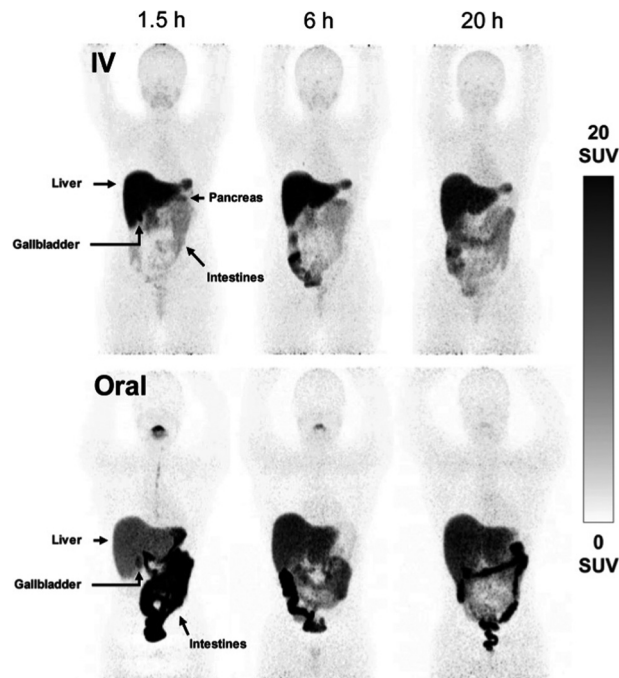 1.5 h 6 h 20 h
IV
Liver
Pancreas
Gallbladder
Intestines
20
SUV
0
SUV
Oral
Liver
Gallbladder
Intestines